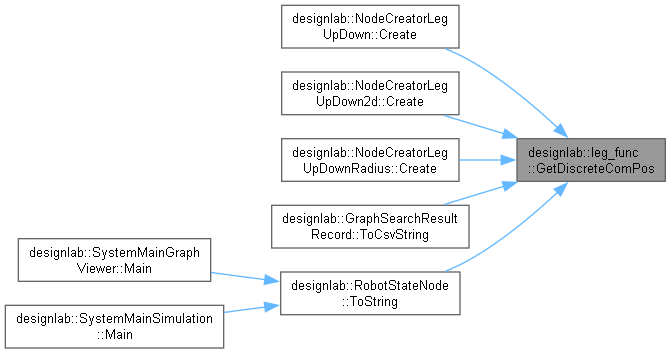 designlab::NodeCreatorLeg
UpDown::Create
designlab::NodeCreatorLeg
UpDown2d::Create
designlab::NodeCreatorLeg
UpDownRadius::Create
designlab::leg_func
::GetDiscreteComPos
designlab::GraphSearchResult
Record::ToCsvString
designlab::SystemMainGraph
Viewer::Main
designlab::RobotStateNode
::ToString
designlab::SystemMainSimulation
::Main